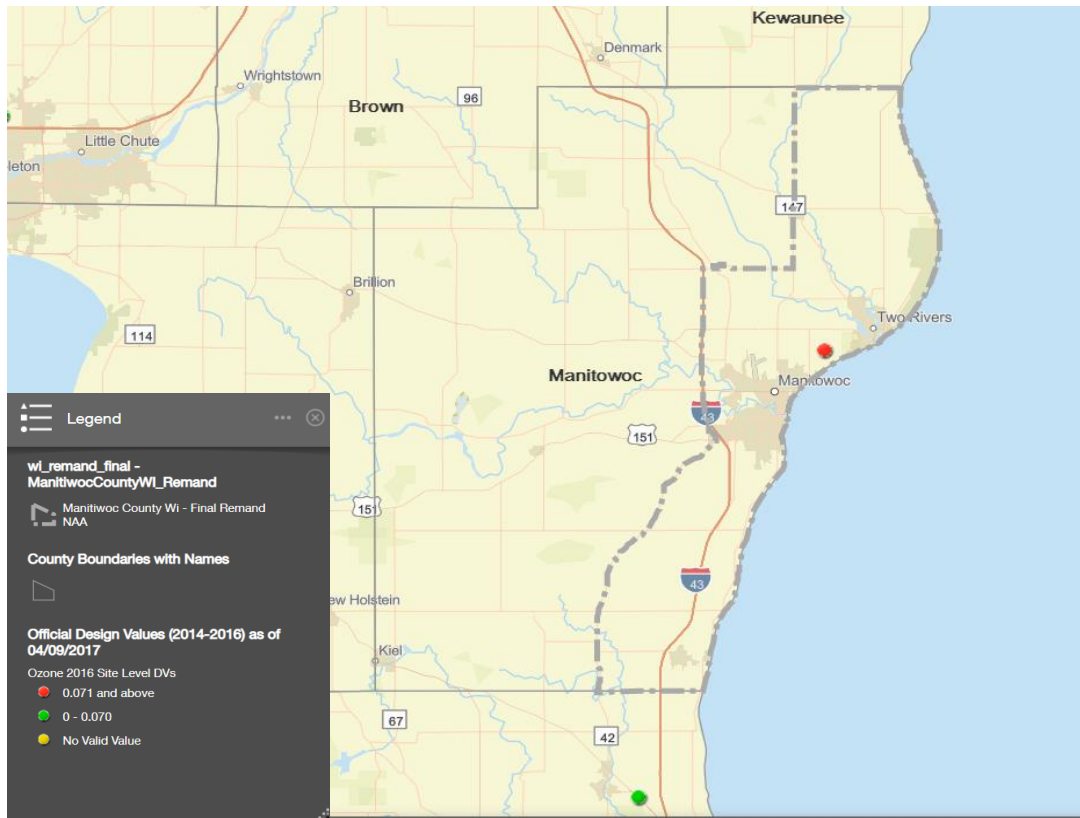 Kewaunee
Denmark
Wrightstown
Brown
96
Little Chute
leton
147
Brillion
Two Rivers
114
Manitowoc
Manitowoc
43
151
Legend
wi_remand_final -
ManitiwocCountyWI_Remand
Manitiwoc County Wi - Final Remand
NAA
151
County Boundaries with Names
43
ew Holstein
Official Design Values (2014-2016) as of
04/09/2017
Kiel
Ozone 2016 Site Level DVs
0.071 and above
0 - 0.070
No Valid Value
67
42